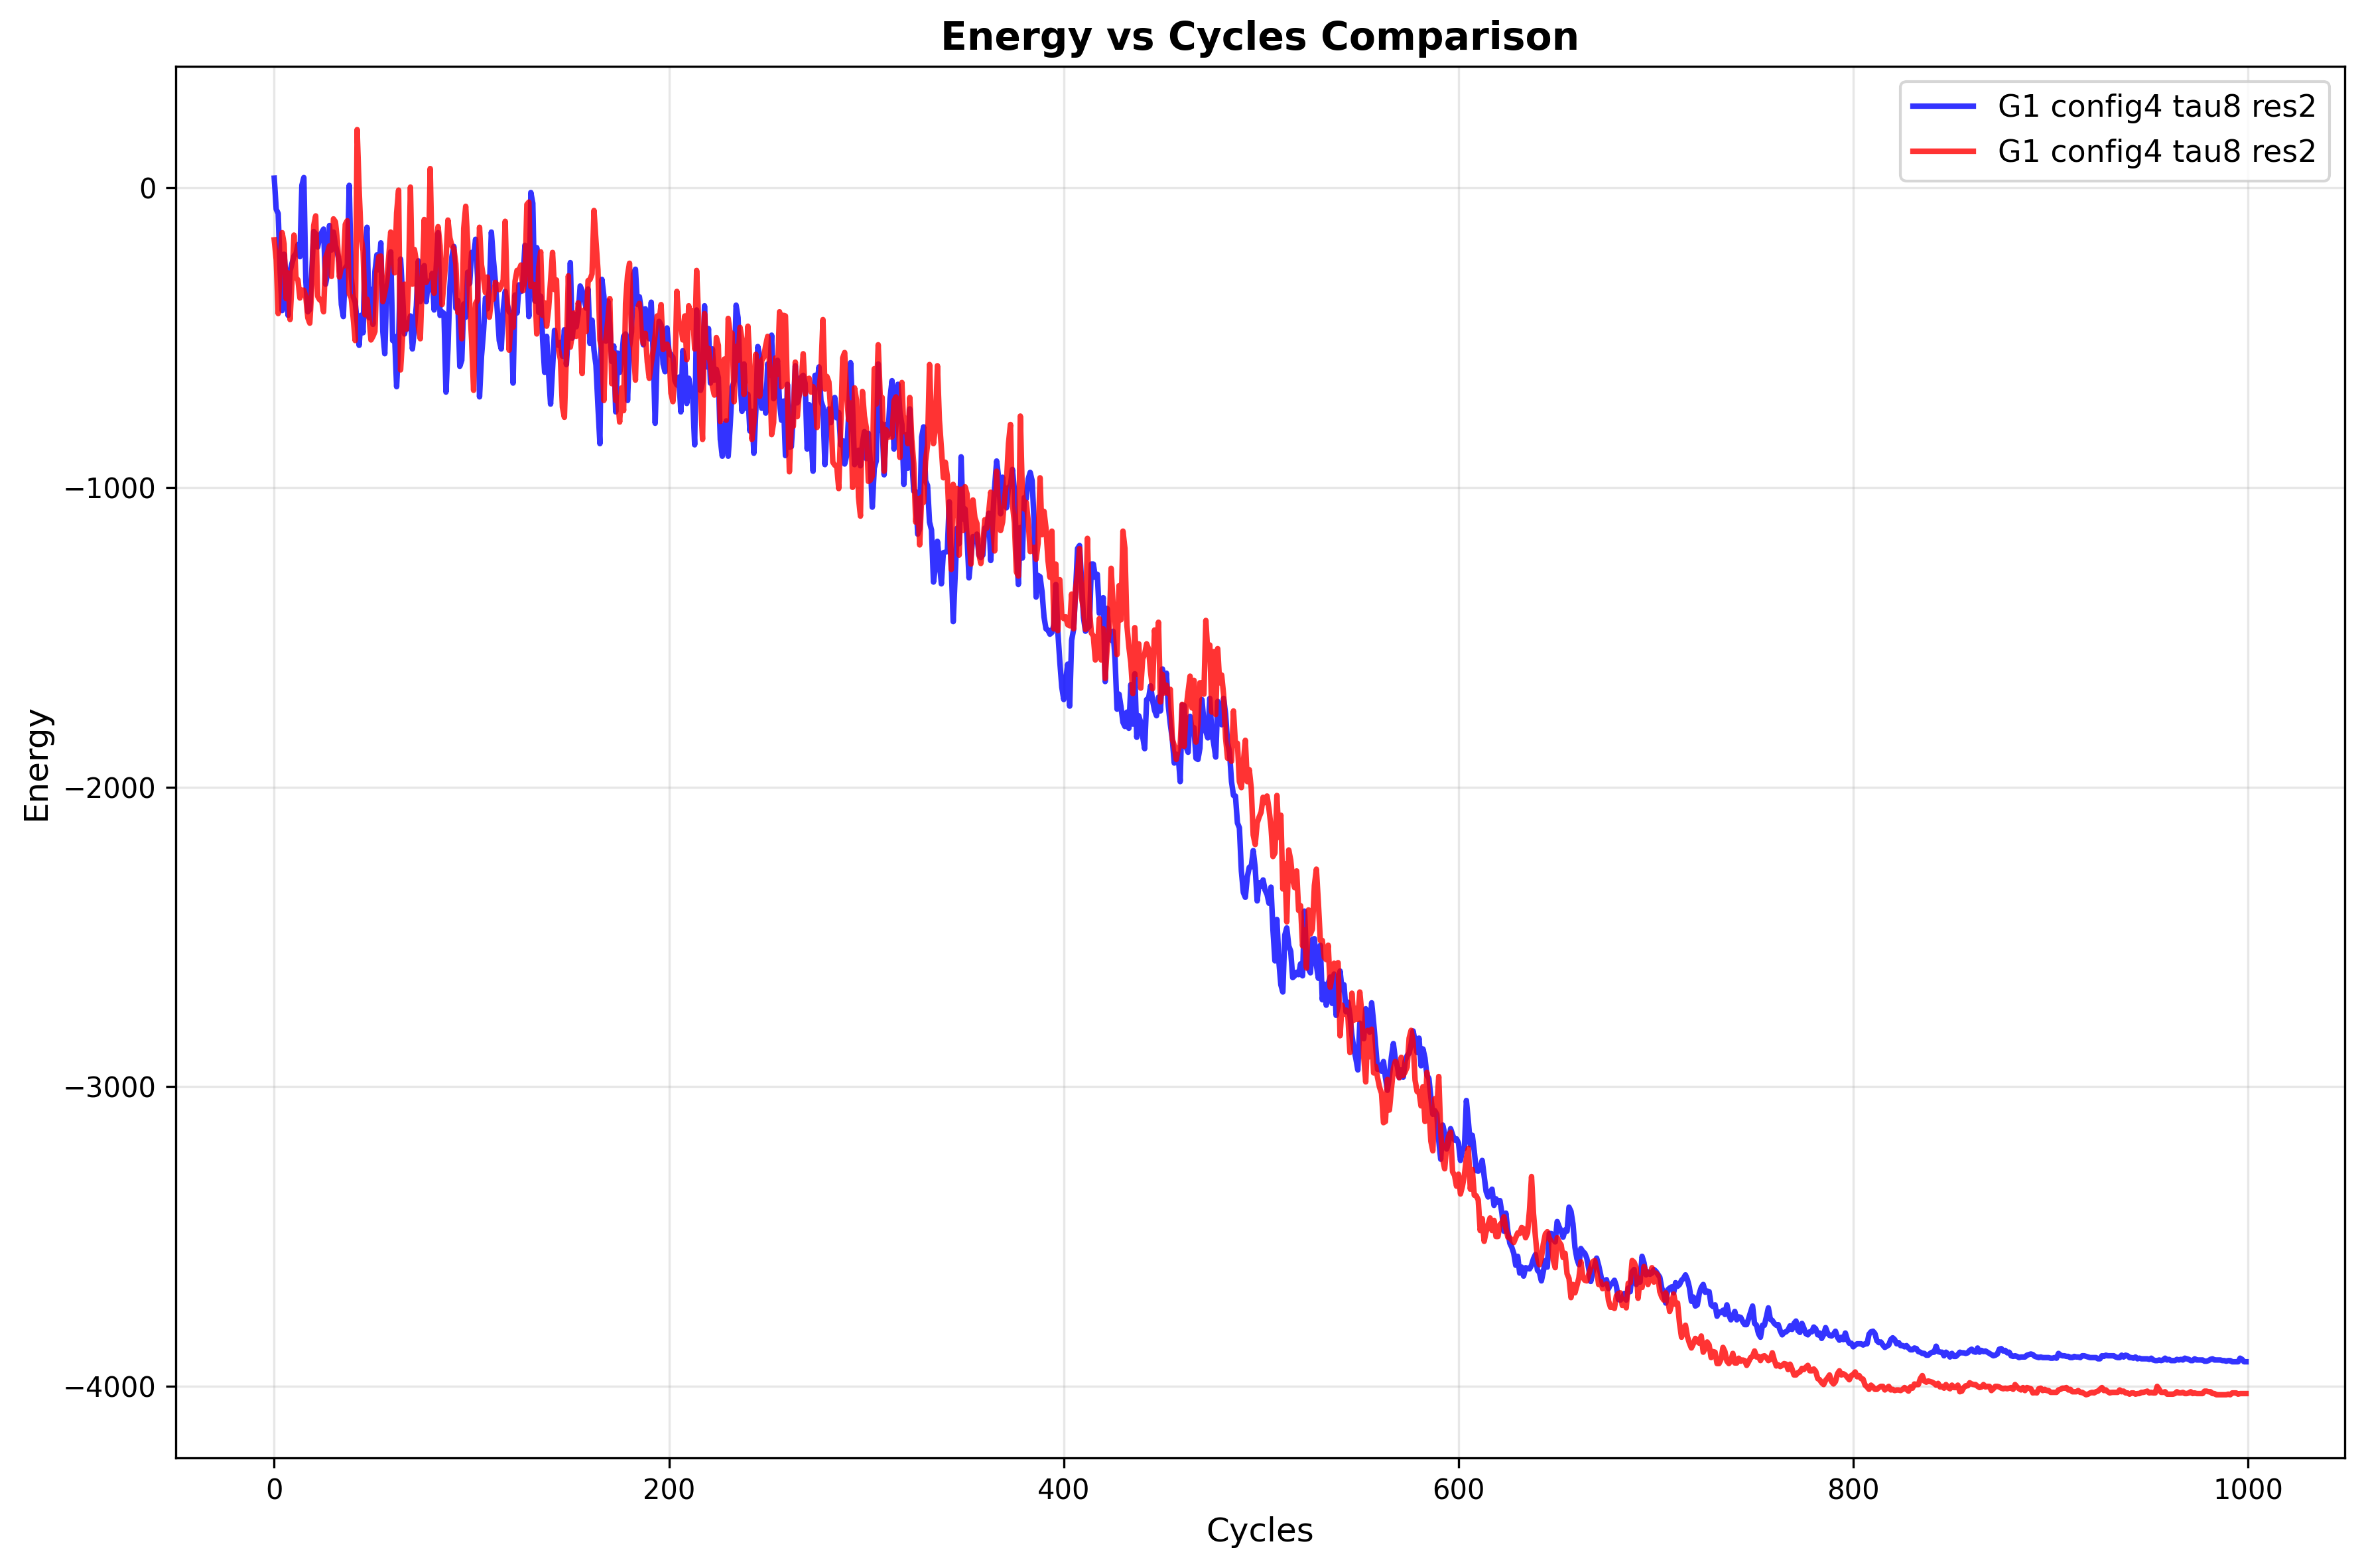 Energy vs Cycles Comparison
G1 config4 tau8 res2
G1 config4 tau8 res2
Energy
0
−1000
−2000
−3000
−4000
0 200 400 600 800 1000
Cycles